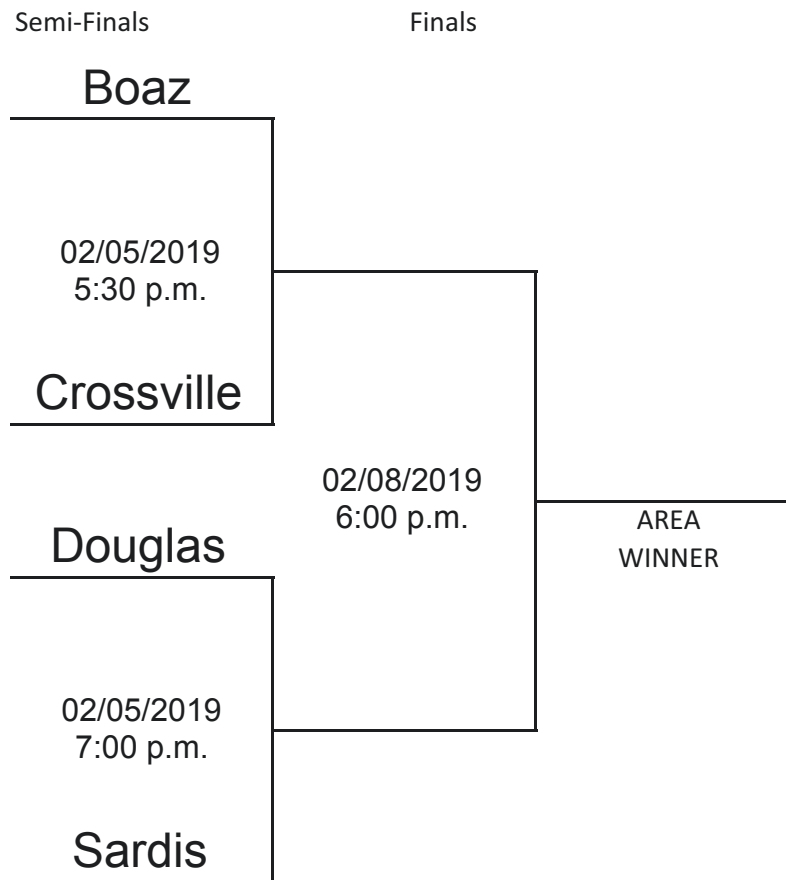 Semi-Finals
Finals
Boaz
02/05/2019
5:30 p.m.
Crossville
02/08/2019
6:00 p.m.
AREA
WINNER
Douglas
02/05/2019
7:00 p.m.
Sardis